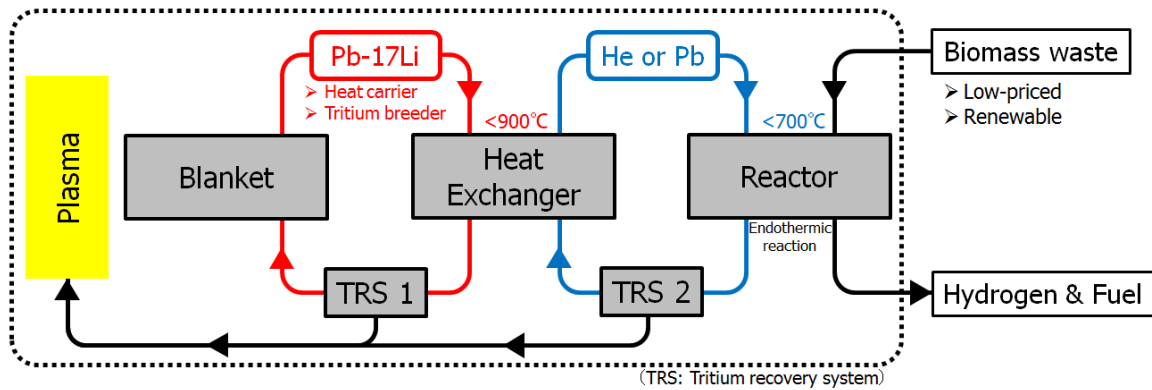 Plasma
Blanket
Pb-17Li
➤ Heat carrier
➤ Tritium breeder
<900℃
Heat
Exchanger
He or Pb
<700℃
Reactor
Endothermic
reaction
Biomass waste
➤ Low-priced
➤ Renewable
TRS 1
TRS 2
Hydrogen & Fuel
(TRS: Tritium recovery system)